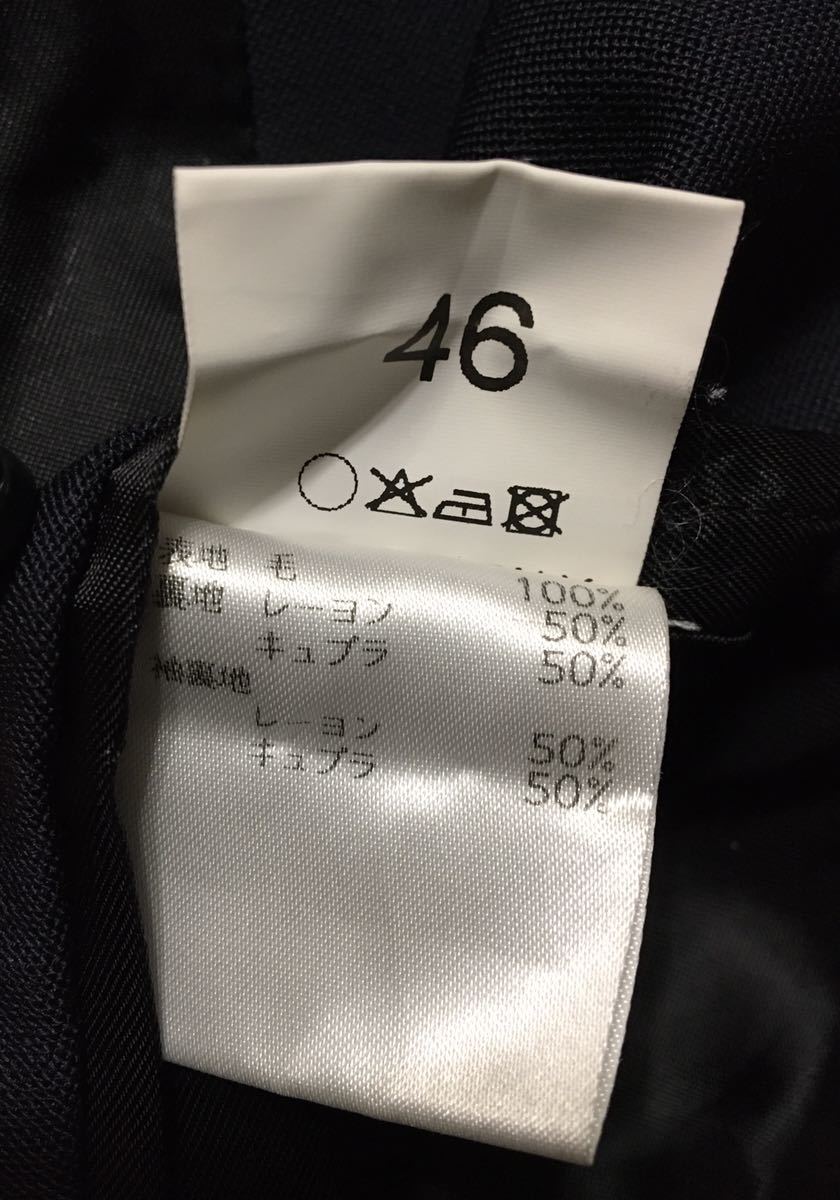 46
表地 毛 100%
裏地 レーヨン 50%
キュプラ 50%
袖裏地
レーヨン 50%
キュプラ 50%